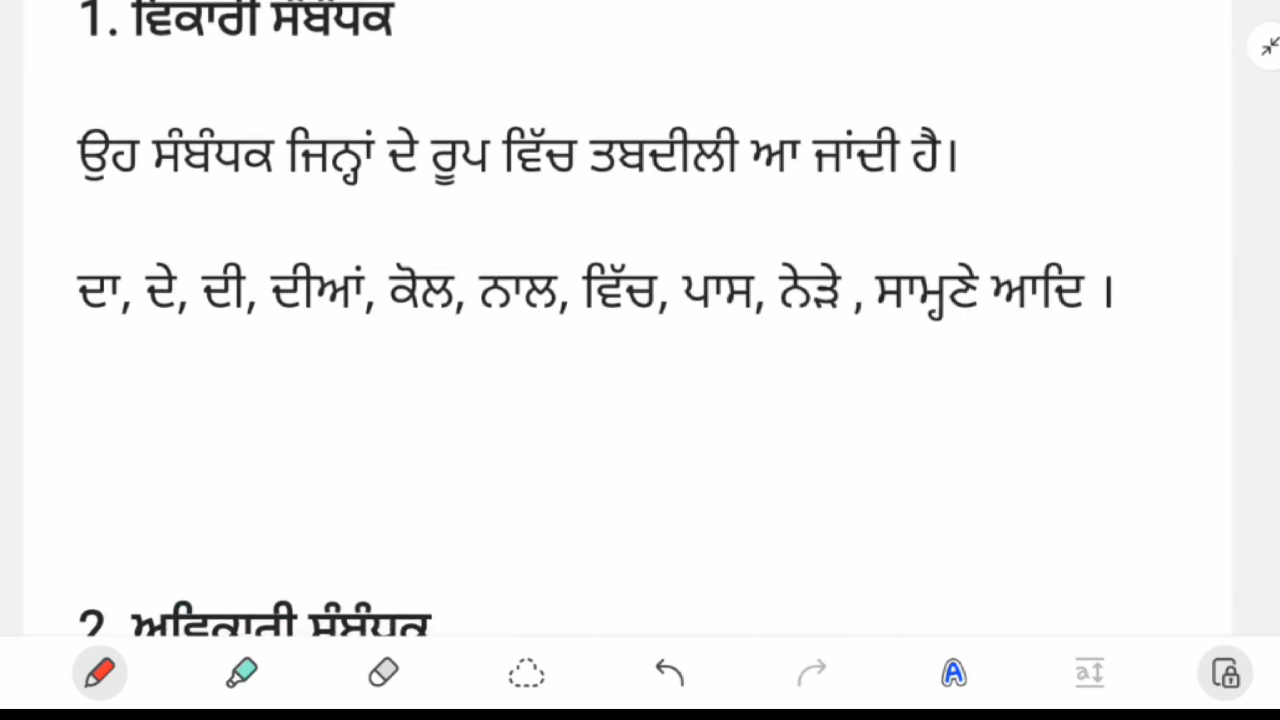 1. ਵਿਕਾਰੀ ਸੰਬੰਧਕ
ਉਹ ਸੰਬੰਧਕ ਜਿਨ੍ਹਾਂ ਦੇ ਰੂਪ ਵਿੱਚ ਤਬਦੀਲੀ ਆ ਜਾਂਦੀ ਹੈ।
ਦਾ, ਦੇ, ਦੀ, ਦੀਆਂ, ਕੋਲ, ਨਾਲ, ਵਿੱਚ, ਪਾਸ, ਨੇੜੇ , ਸਾਮ੍ਹਣੇ ਆਦਿ ।
2. ਅਵਿਕਾਰੀ ਸੰਬੰਧਕ